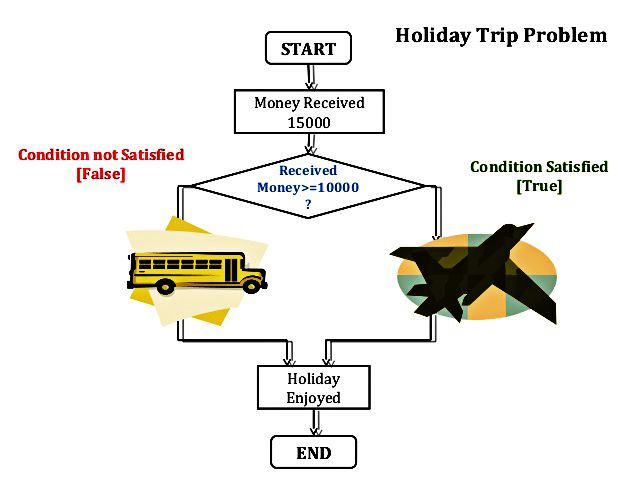 Holiday Trip Problem
START
Money Received
15000
Condition not Satisfied
[False]
Received
Money>=10000
?
Condition Satisfied
[True]
Holiday
Enjoyed
END